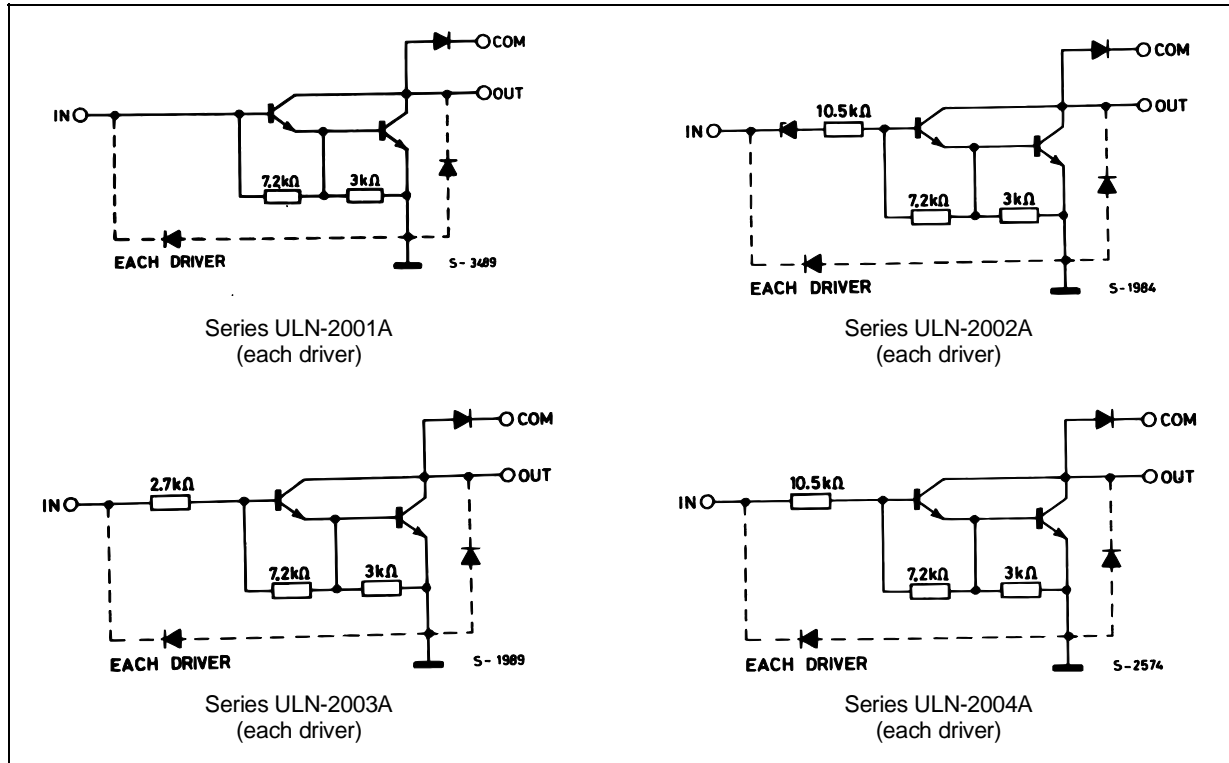 COM
OUT
IN
7.2kΩ 3kΩ
EACH DRIVER
S-3489
Series ULN-2001A
(each driver)
COM
OUT
IN
10.5kΩ
7.2kΩ 3kΩ
EACH DRIVER
S-1984
Series ULN-2002A
(each driver)
COM
OUT
IN
2.7kΩ
7.2kΩ 3kΩ
EACH DRIVER
S-1989
Series ULN-2003A
(each driver)
COM
OUT
IN
10.5kΩ
7.2kΩ 3kΩ
EACH DRIVER
S-2574
Series ULN-2004A
(each driver)